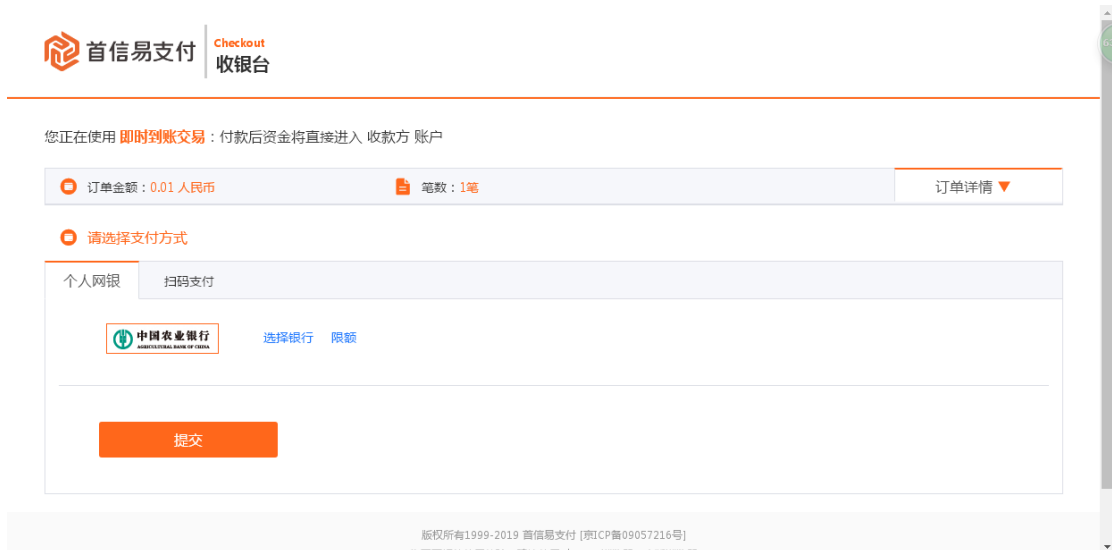 首信易支付
Checkout
收银台
您正在使用 即时到账交易：付款后资金将直接进入 收款方 账户
订单金额：0.01 人民币 笔数：1笔 订单详情 ▼
请选择支付方式
个人网银 扫码支付
中国农业银行 选择银行 限额
AGRICULTURAL BANK OF CHINA
提交
版权所有1999-2019 首信易支付 [京ICP备09057216号]